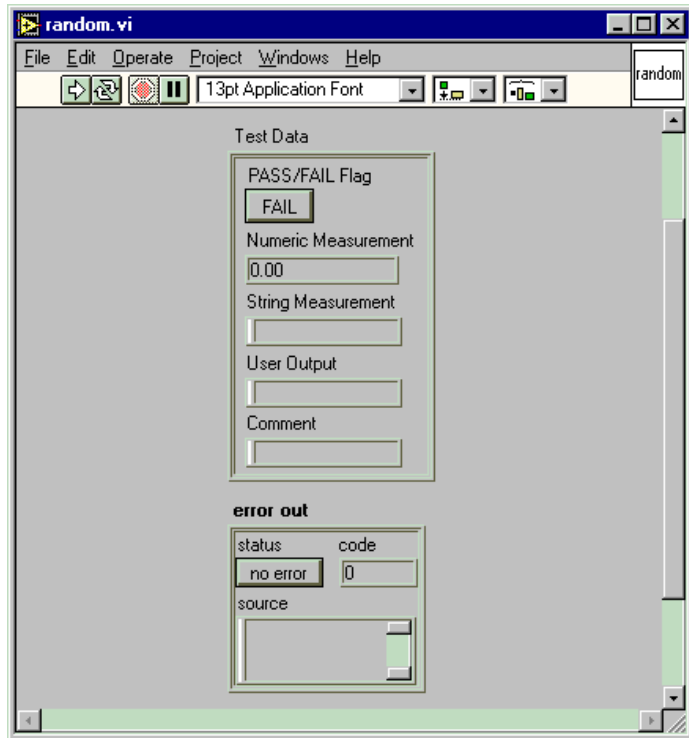 random.vi
File Edit Operate Project Windows Help
random
13pt Application Font
Test Data
PASS/FAIL Flag
FAIL
Numeric Measurement
0.00
String Measurement
User Output
Comment
error out
status code
no error 0
source